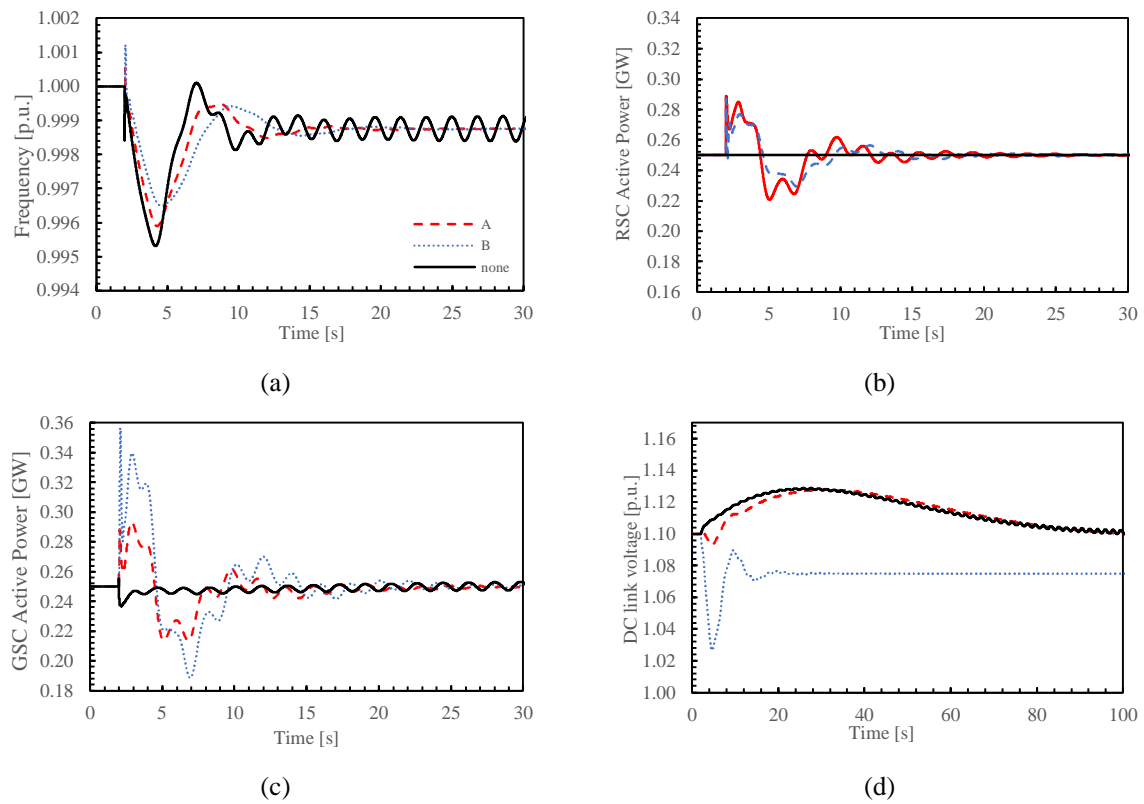 1.002
1.001
1.000
0.999
0.998
0.997
0.996
0.995
0.994
Frequency [p.u.]
A
B
none
0 5 10 15 20 25 30
Time [s]
(a)
0.34
0.32
0.30
0.28
0.26
0.24
0.22
0.20
0.18
0.16
RSC Active Power [GW]
0 5 10 15 20 25 30
Time [s]
(b)
0.36
0.34
0.32
0.30
0.28
0.26
0.24
0.22
0.20
0.18
GSC Active Power [GW]
0 5 10 15 20 25 30
Time [s]
(c)
1.16
1.14
1.12
1.10
1.08
1.06
1.04
1.02
1.00
DC link voltage [p.u.]
0 20 40 60 80 100
Time [s]
(d)